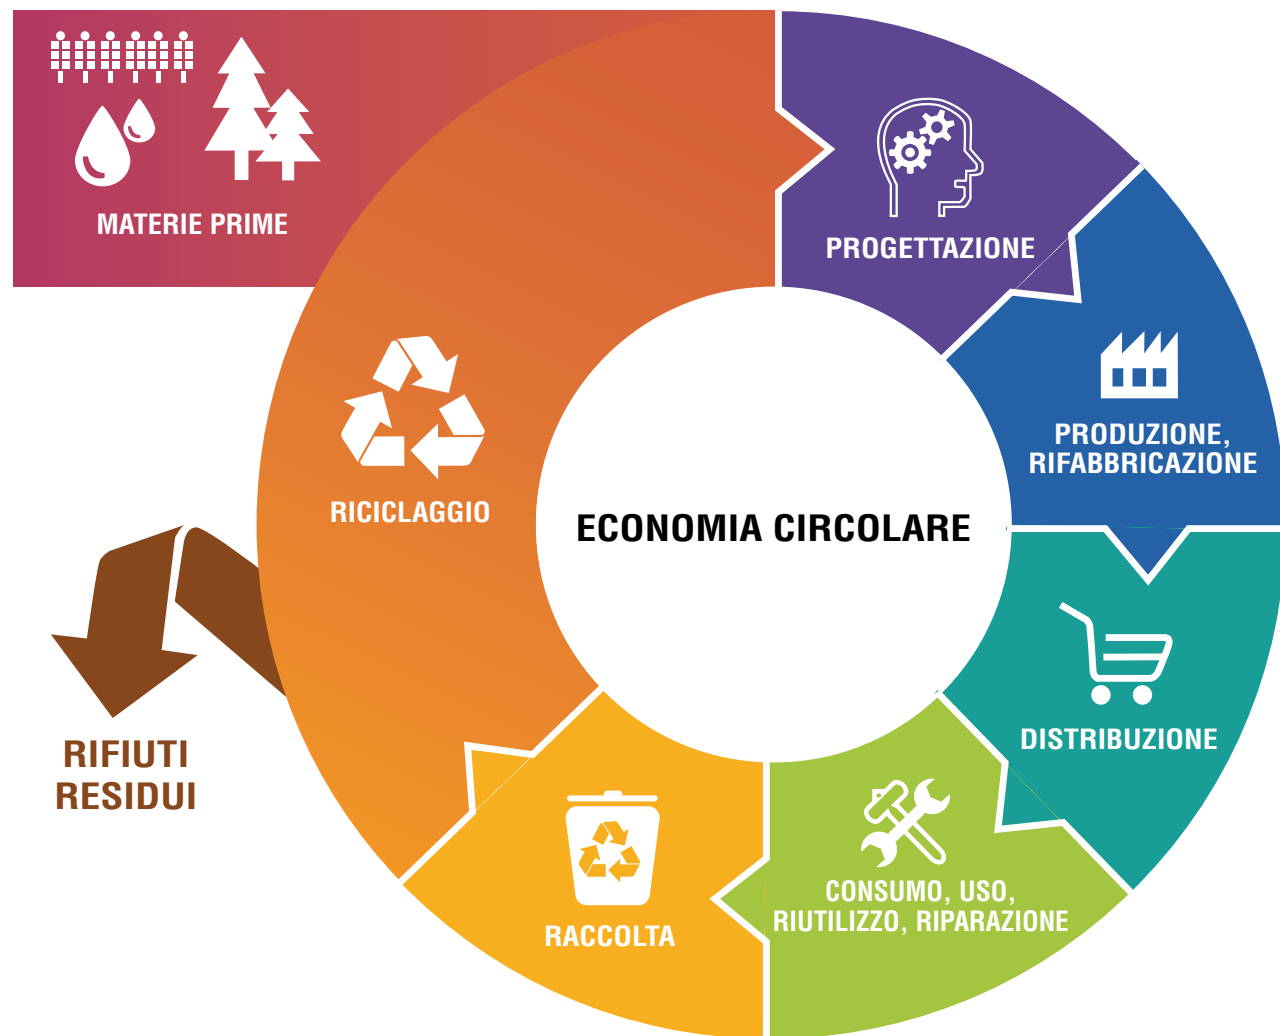 MATERIE PRIME
PROGETTAZIONE
PRODUZIONE,
RIFABBRICAZIONE
RICICLAGGIO
ECONOMIA CIRCOLARE
DISTRIBUZIONE
RIFIUTI
RESIDUI
CONSUMO, USO,
RIUTILIZZO, RIPARAZIONE
RACCOLTA